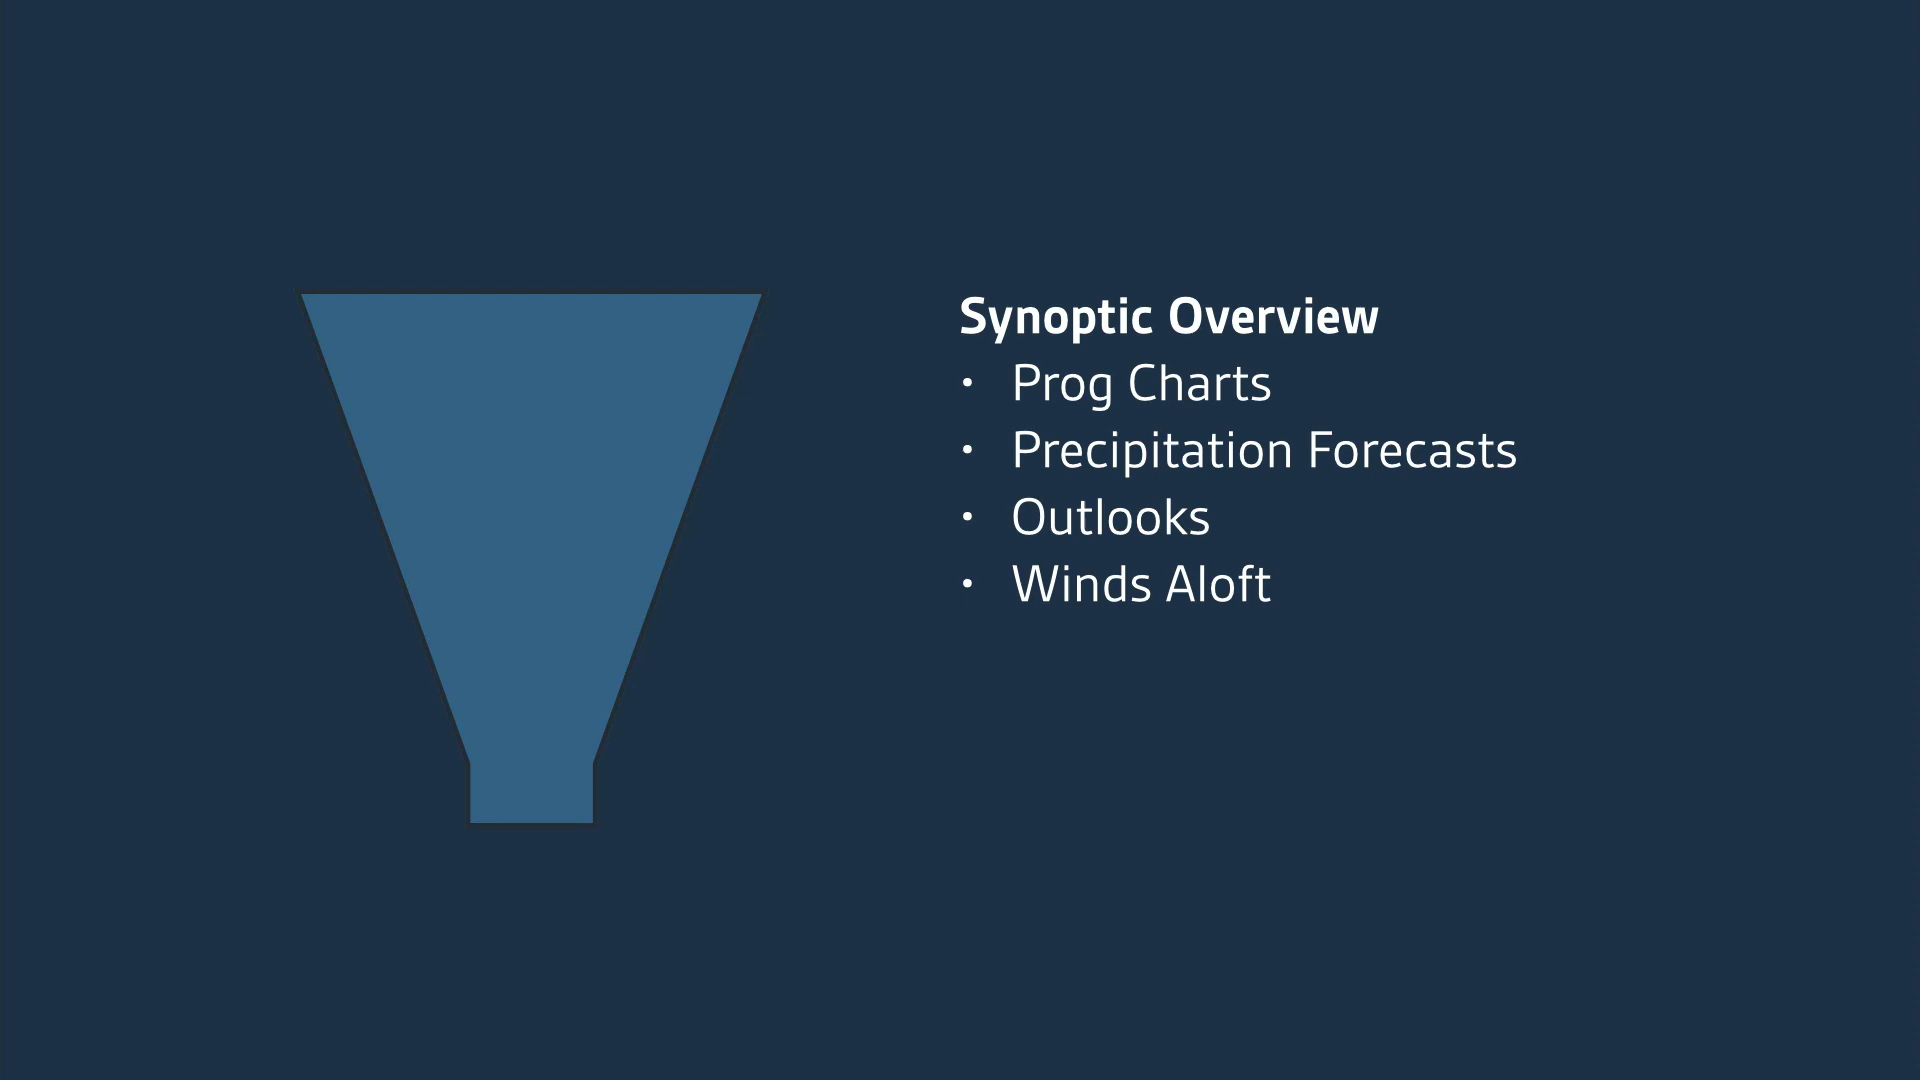 Synoptic Overview
• Prog Charts
• Precipitation Forecasts
• Outlooks
• Winds Aloft